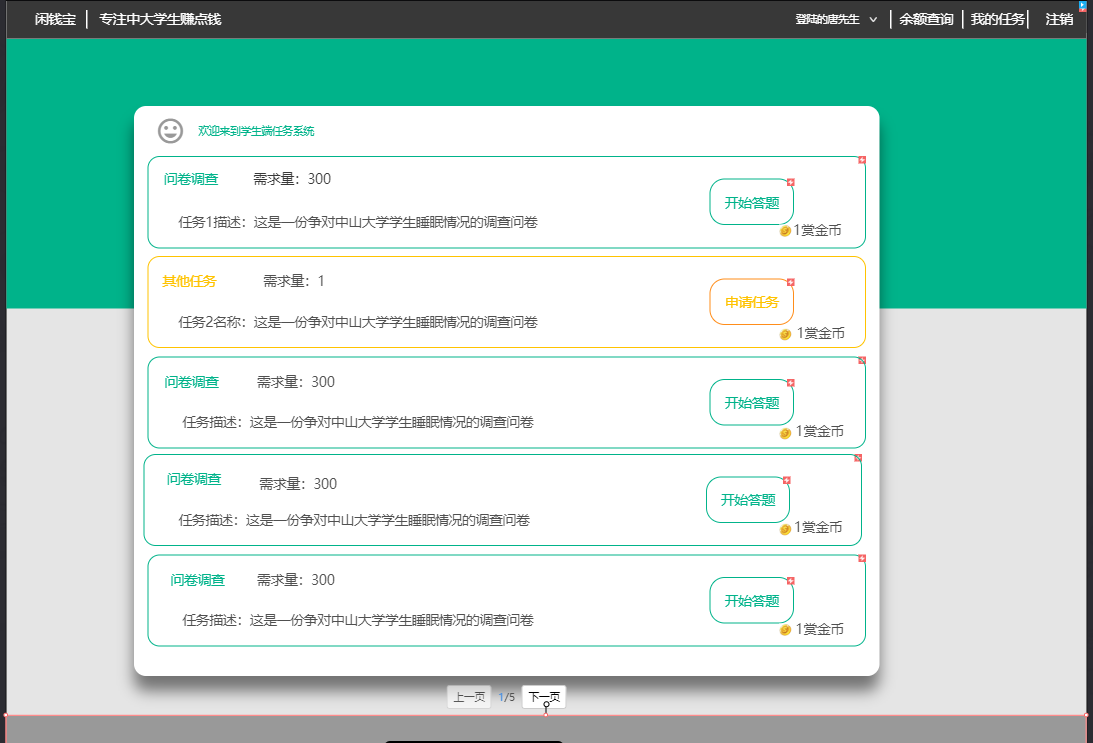 闲钱宝 | 专注中大学生赚点钱 登陆的唐先生 | 余额查询 | 我的任务 | 注销
欢迎来到学生端任务系统
问卷调查 需求量：300
开始答题
任务1描述：这是一份争对中山大学学生睡眠情况的调查问卷
1赏金币
其他任务 需求量：1
申请任务
任务2名称：这是一份争对中山大学学生睡眠情况的调查问卷
1赏金币
问卷调查 需求量：300
开始答题
任务描述：这是一份争对中山大学学生睡眠情况的调查问卷
1赏金币
问卷调查 需求量：300
开始答题
任务描述：这是一份争对中山大学学生睡眠情况的调查问卷
1赏金币
问卷调查 需求量：300
开始答题
任务描述：这是一份争对中山大学学生睡眠情况的调查问卷
1赏金币
上一页 1/5 下一页